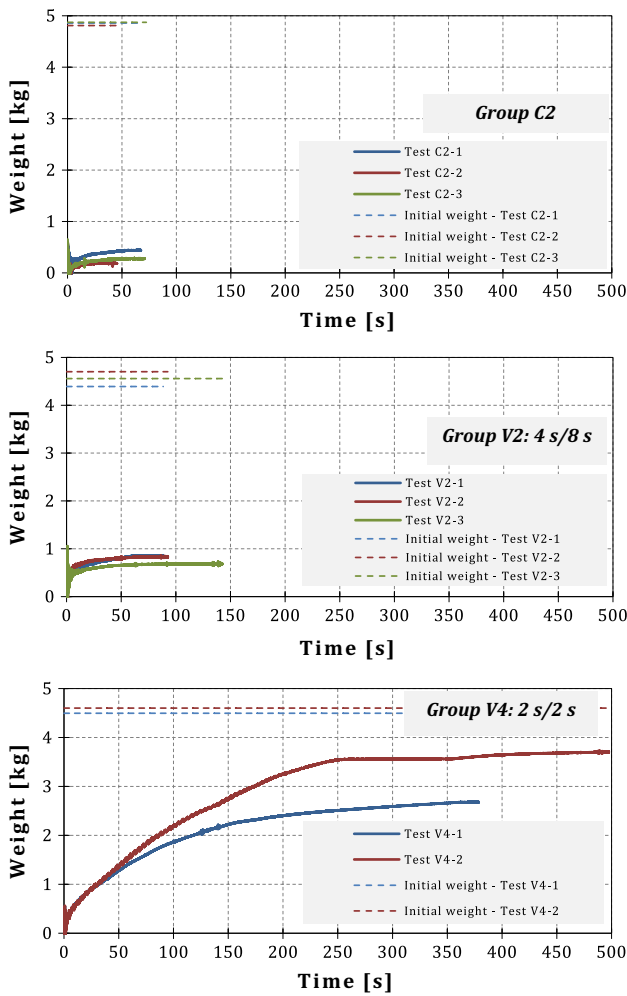 5
4
3
2
1
0
Weight [kg]
Group C2
Test C2-1
Test C2-2
Test C2-3
Initial weight - Test C2-1
Initial weight - Test C2-2
Initial weight - Test C2-3
0 50 100 150 200 250 300 350 400 450 500
Time [s]
5
4
3
2
1
0
Weight [kg]
Group V2: 4 s/8 s
Test V2-1
Test V2-2
Test V2-3
Initial weight - Test V2-1
Initial weight - Test V2-2
Initial weight - Test V2-3
0 50 100 150 200 250 300 350 400 450 500
Time [s]
5
4
3
2
1
0
Weight [kg]
Group V4: 2 s/2 s
Test V4-1
Test V4-2
Initial weight - Test V4-1
Initial weight - Test V4-2
0 50 100 150 200 250 300 350 400 450 500
Time [s]